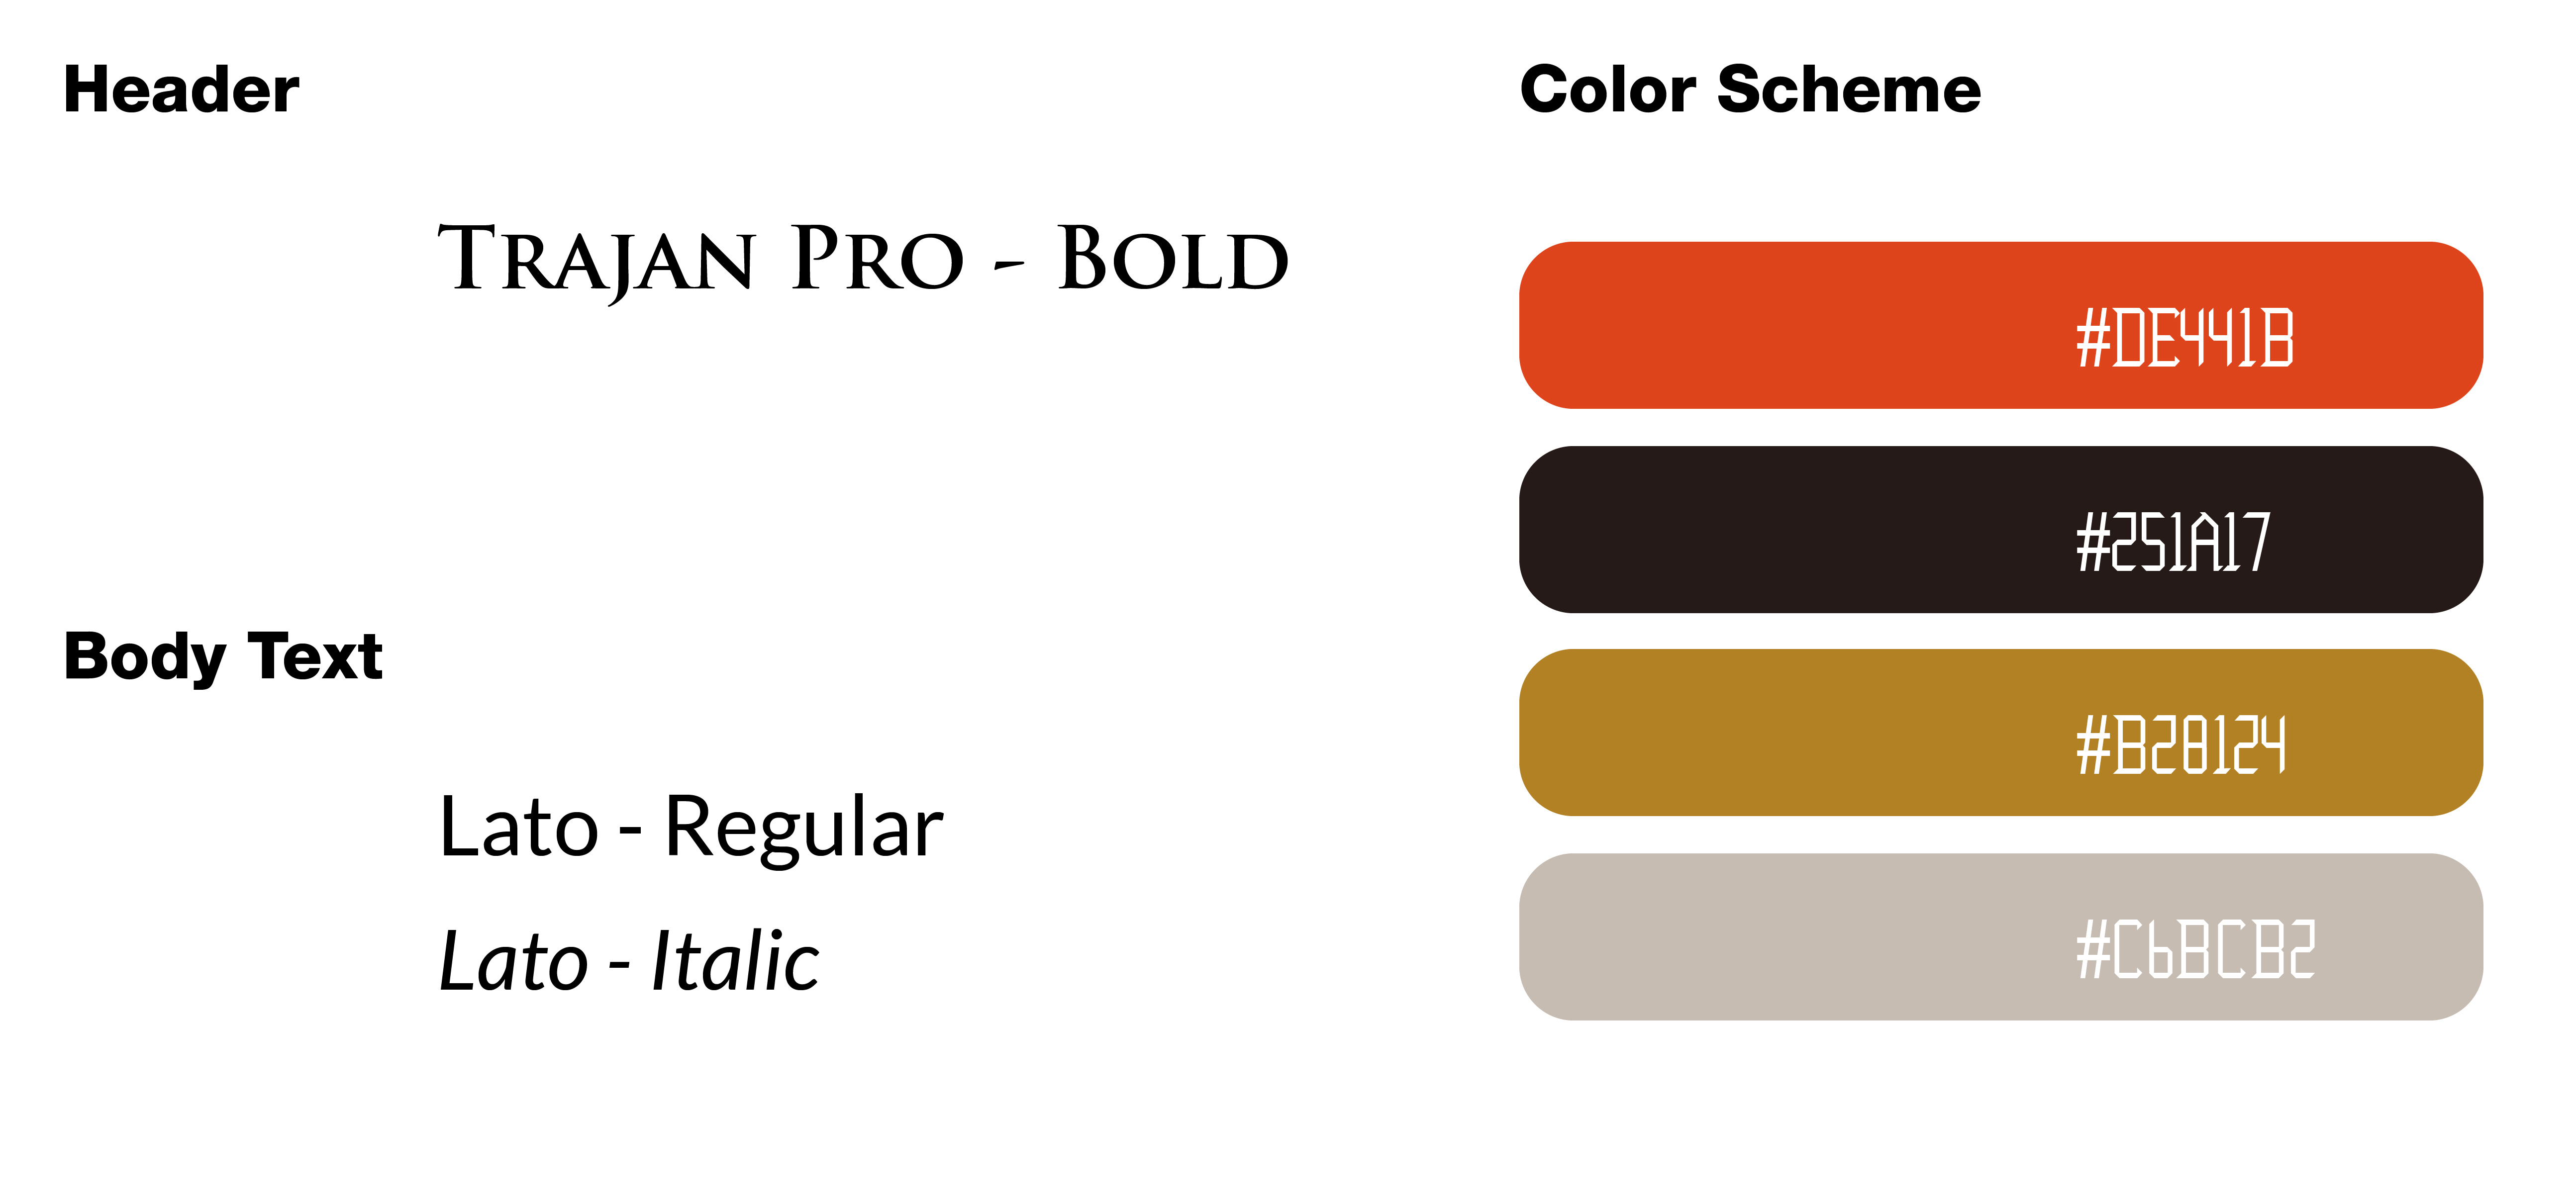 Header
Trajan Pro - Bold
Body Text
Lato - Regular
Lato - Italic
Color Scheme
#DE441B
#251A17
#B28124
#C6BCB2